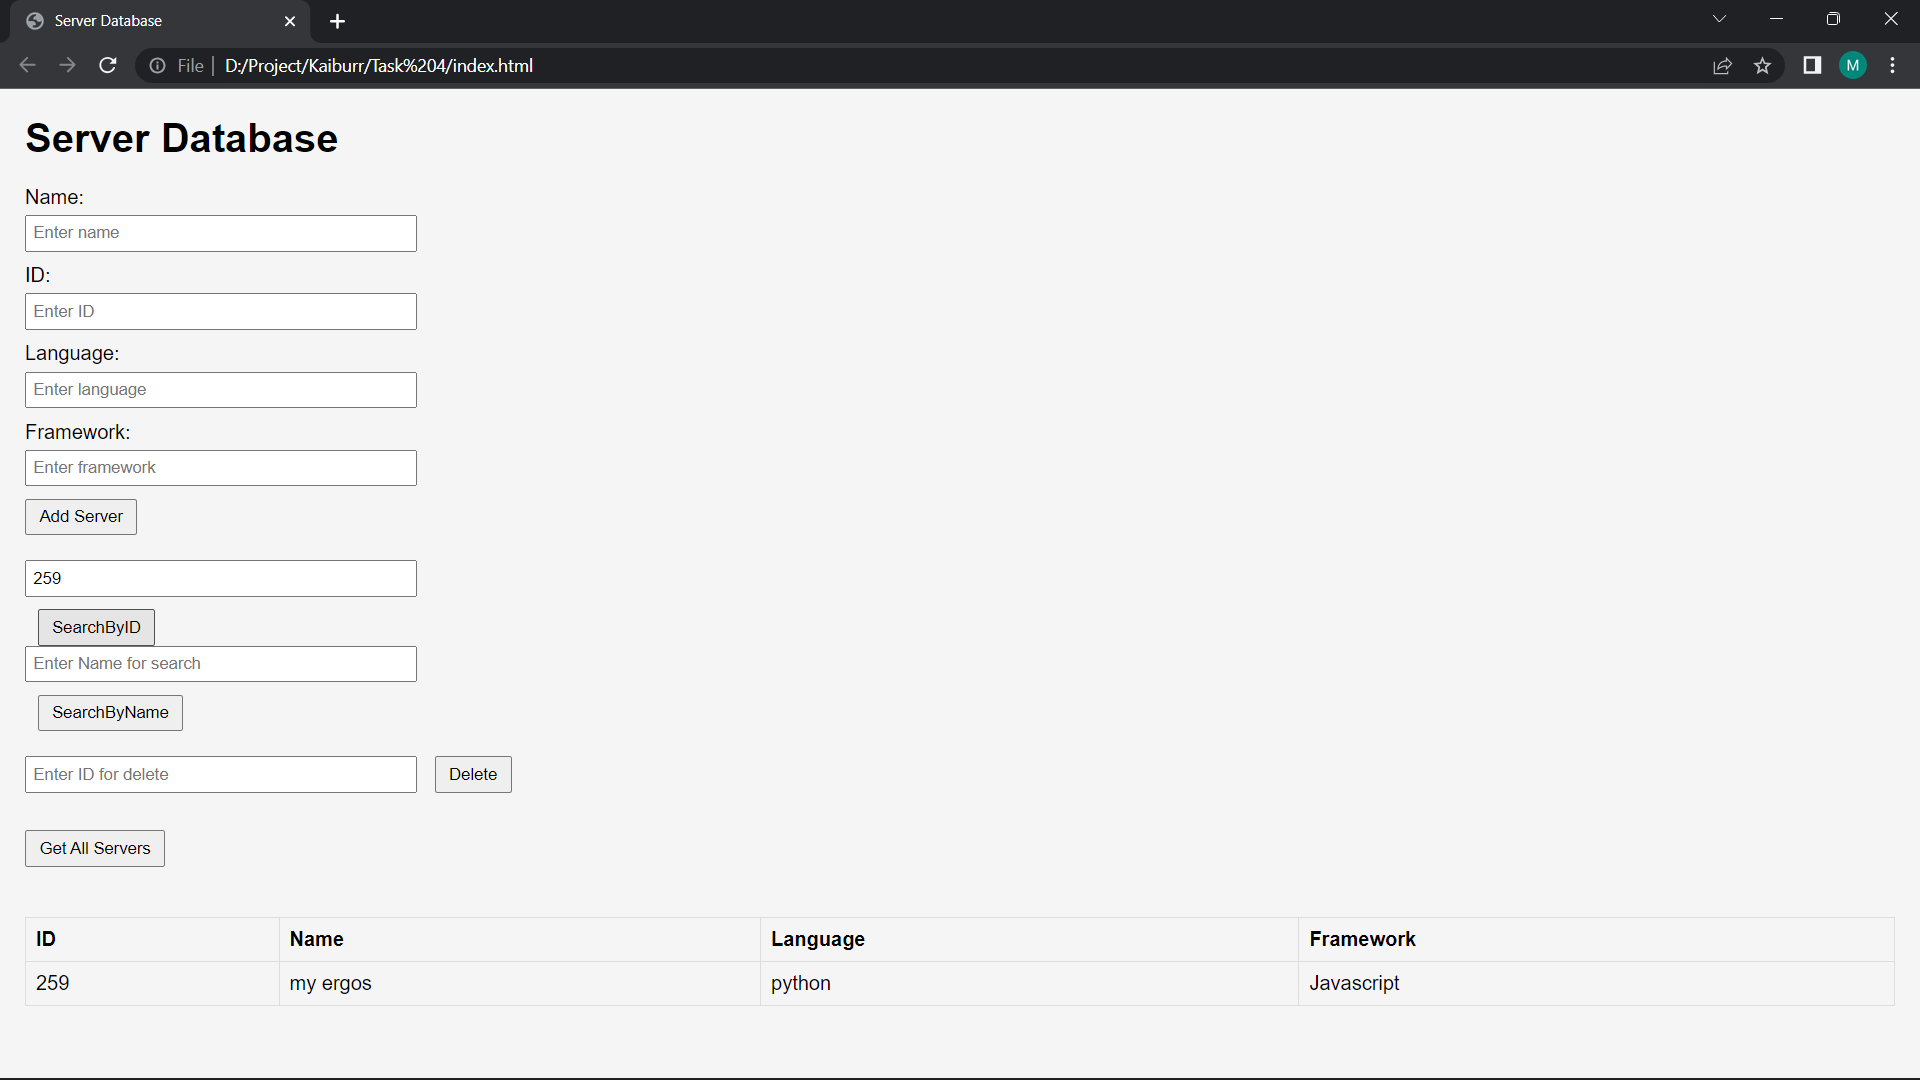 Server Database
File | D:/Project/Kaiburr/Task%204/index.html
M
Server Database
Name:
Enter name
ID:
Enter ID
Language:
Enter language
Framework:
Enter framework
Add Server
259
SearchByID
Enter Name for search
SearchByName
Enter ID for delete Delete
Get All Servers
ID Name Language Framework
259 my ergos python Javascript